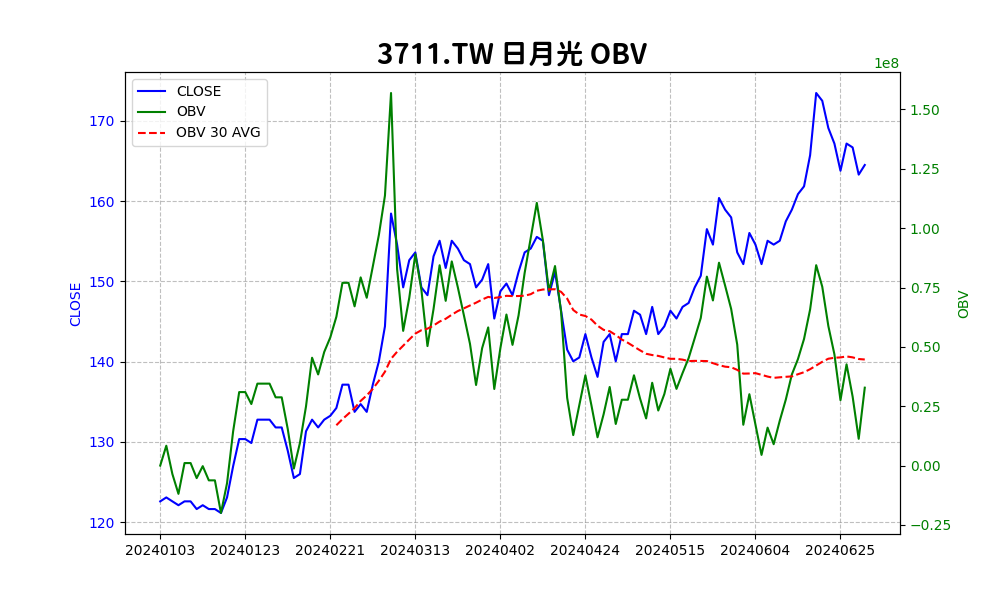 3711.TW 日月光 OBV
1e8
CLOSE
OBV
OBV 30 AVG
170
160
150
140
130
120
CLOSE
1.50
1.25
1.00
0.75
0.50
0.25
0.00
−0.25
OBV
20240103 20240123 20240221 20240313 20240402 20240424 20240515 20240604 20240625